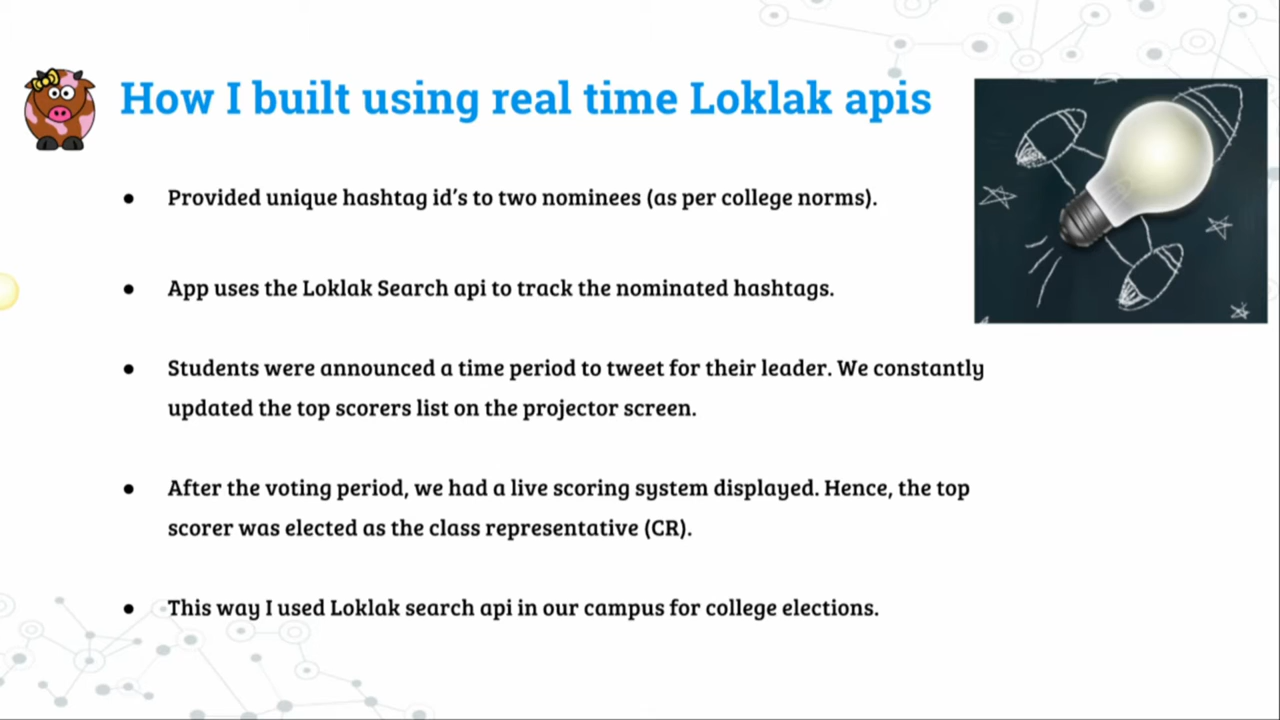 How I built using real time Loklak apis
● Provided unique hashtag id’s to two nominees (as per college norms).
● App uses the Loklak Search api to track the nominated hashtags.
● Students were announced a time period to tweet for their leader. We constantly
updated the top scorers list on the projector screen.
● After the voting period, we had a live scoring system displayed. Hence, the top
scorer was elected as the class representative (CR).
● This way I used Loklak search api in our campus for college elections.